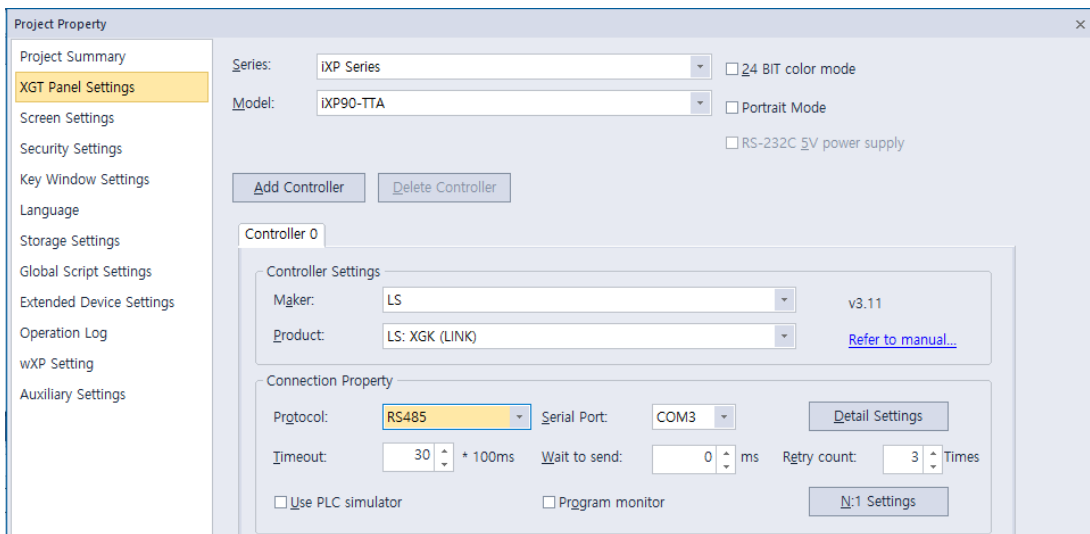 Project Property
Project Summary
XGT Panel Settings
Screen Settings
Security Settings
Key Window Settings
Language
Storage Settings
Global Script Settings
Extended Device Settings
Operation Log
wXP Setting
Auxiliary Settings
Series: iXP Series 24 BIT color mode
Model: iXP90-TTA Portrait Mode
RS-232C 5V power supply
Add Controller Delete Controller
Controller 0
Controller Settings
Maker: LS v3.11
Product: LS: XGK (LINK) Refer to manual...
Connection Property
Protocol: RS485 Serial Port: COM3 Detail Settings
Timeout: 30 * 100ms Wait to send: 0 ms Retry count: 3 Times
Use PLC simulator Program monitor N:1 Settings